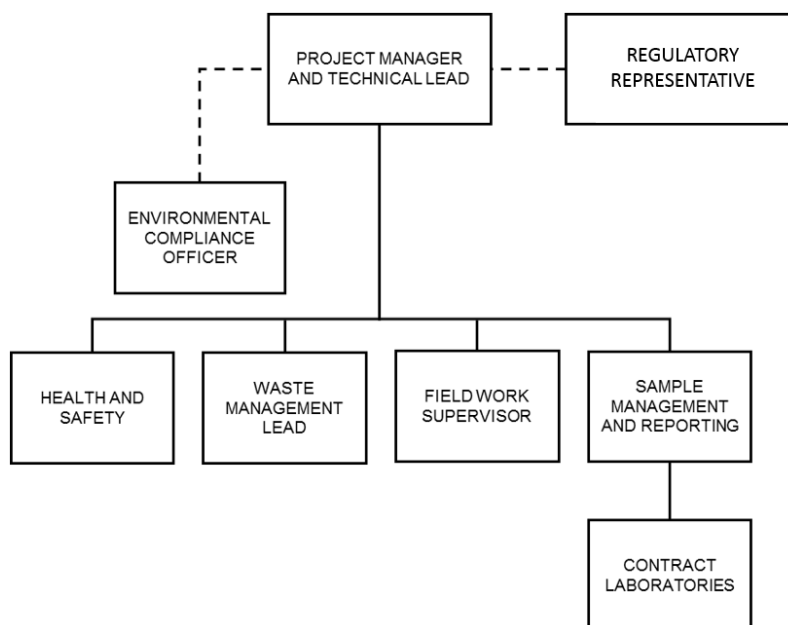 PROJECT MANAGER
AND TECHNICAL LEAD
REGULATORY
REPRESENTATIVE
ENVIRONMENTAL
COMPLIANCE
OFFICER
HEALTH AND
SAFETY
WASTE
MANAGEMENT
LEAD
FIELD WORK
SUPERVISOR
SAMPLE
MANAGEMENT
AND REPORTING
CONTRACT
LABORATORIES